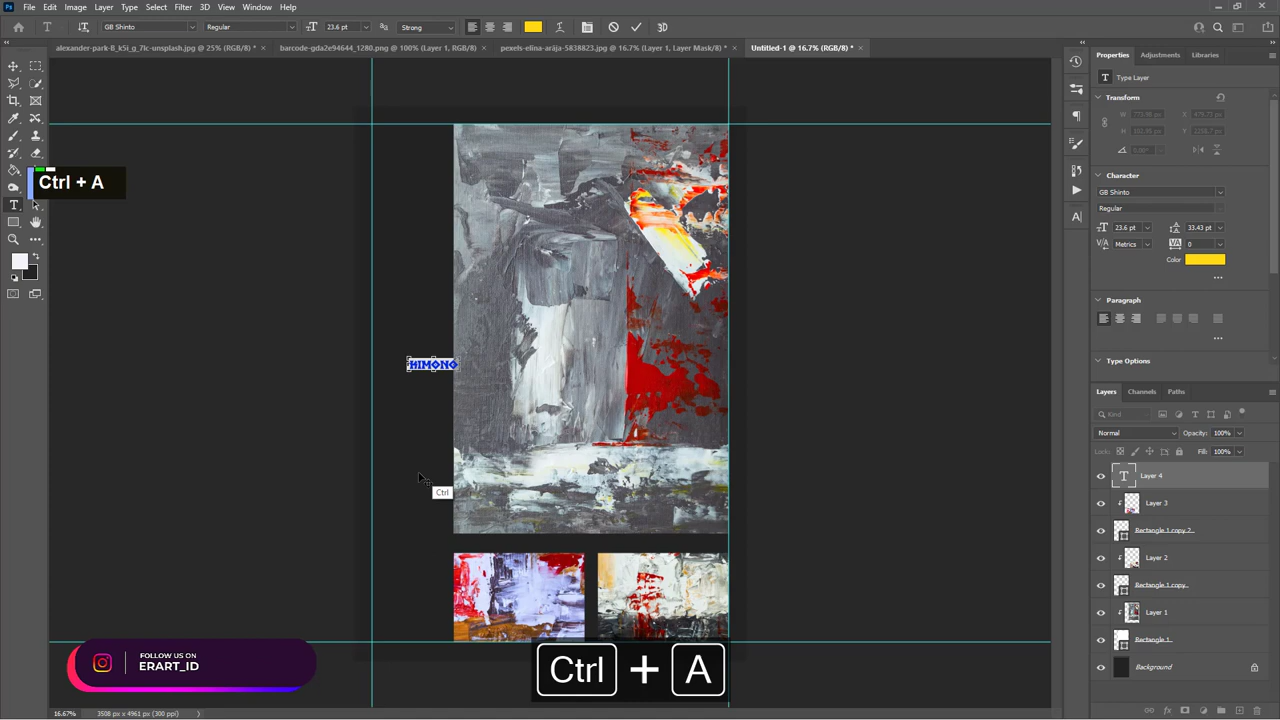 File Edit Image Layer Type Select Filter 3D View Window Help
GB Shinto Regular 23.6 pt Strong 3D
alexander-park-B_k5i_g_7lc-unsplash.jpg @ 25% (RGB/8) * barcode-gda2e94644_1280.png @ 100% (Layer 1, RGB/8) pexels-elina-arāja-5838823.jpg @ 16.7% (Layer 1, Layer Mask/8) * Untitled-1 @ 16.7% (RGB/8) *
Properties Adjustments Libraries
Type Layer
Transform
Character
GB Shinto
Regular
23.6 pt 33.43 pt
Metrics 0
Color
Paragraph
Type Options
Layers Channels Paths
Kind
Normal Opacity: 100%
Lock: Fill: 100%
Layer 4
Layer 3
Rectangle 1 copy 2
Layer 2
Rectangle 1 copy
Layer 1
Rectangle 1
Background
Ctrl + A
KIMONO
Ctrl
FOLLOW US ON
ERART_ID
Ctrl + A
16.67% 3508 px x 4961 px (300 ppi)